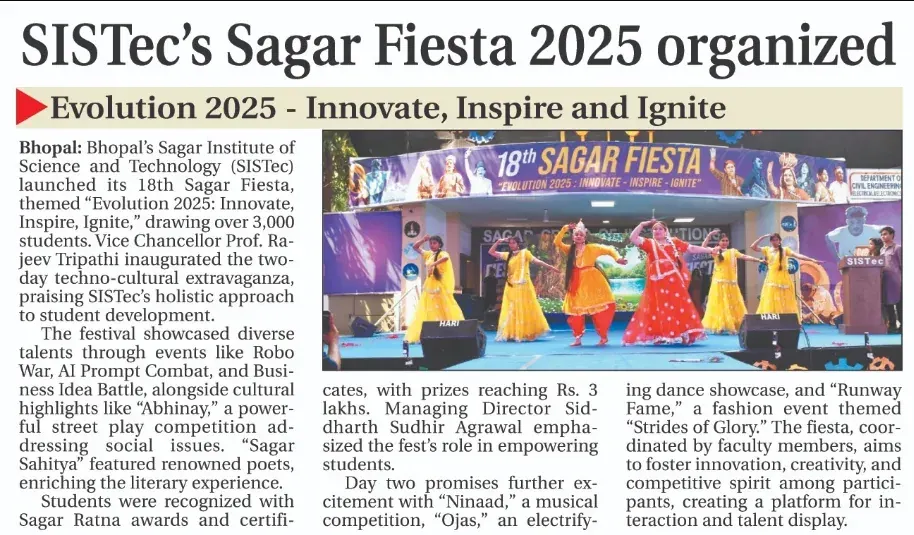 SISTec's Sagar Fiesta 2025 organized
Evolution 2025 - Innovate, Inspire and Ignite
Bhopal: Bhopal's Sagar Institute of
Science and Technology (SISTec)
launched its 18th Sagar Fiesta,
themed "Evolution 2025: Innovate,
Inspire, Ignite," drawing over 3,000
students. Vice Chancellor Prof. Ra-
jeev Tripathi inaugurated the two-
day techno-cultural extravaganza,
praising SISTec's holistic approach
to student development.
The festival showcased diverse
talents through events like Robo
War, AI Prompt Combat, and Busi-
ness Idea Battle, alongside cultural
highlights like "Abhinay," a power-
ful street play competition ad-
dressing social issues. "Sagar
Sahitya" featured renowned poets,
enriching the literary experience.
Students were recognized with
Sagar Ratna awards and certifi-
18th SAGAR FIESTA
"EVOLUTION 2025 : INNOVATE - INSPIRE - IGNITE"
DEPARTMENT
CIVIL ENGINEERING
SAGAR
SISTec
HARI
HARI
cates, with prizes reaching Rs. 3
lakhs. Managing Director Sid-
dharth Sudhir Agrawal empha-
sized the fest's role in empowering
students.
Day two promises further ex-
citement with "Ninaad," a musical
competition, "Ojas," an electrify-
ing dance showcase, and "Runway
Fame," a fashion event themed
"Strides of Glory." The fiesta, coor-
dinated by faculty members, aims
to foster innovation, creativity, and
competitive spirit among partici-
pants, creating a platform for in-
teraction and talent display.